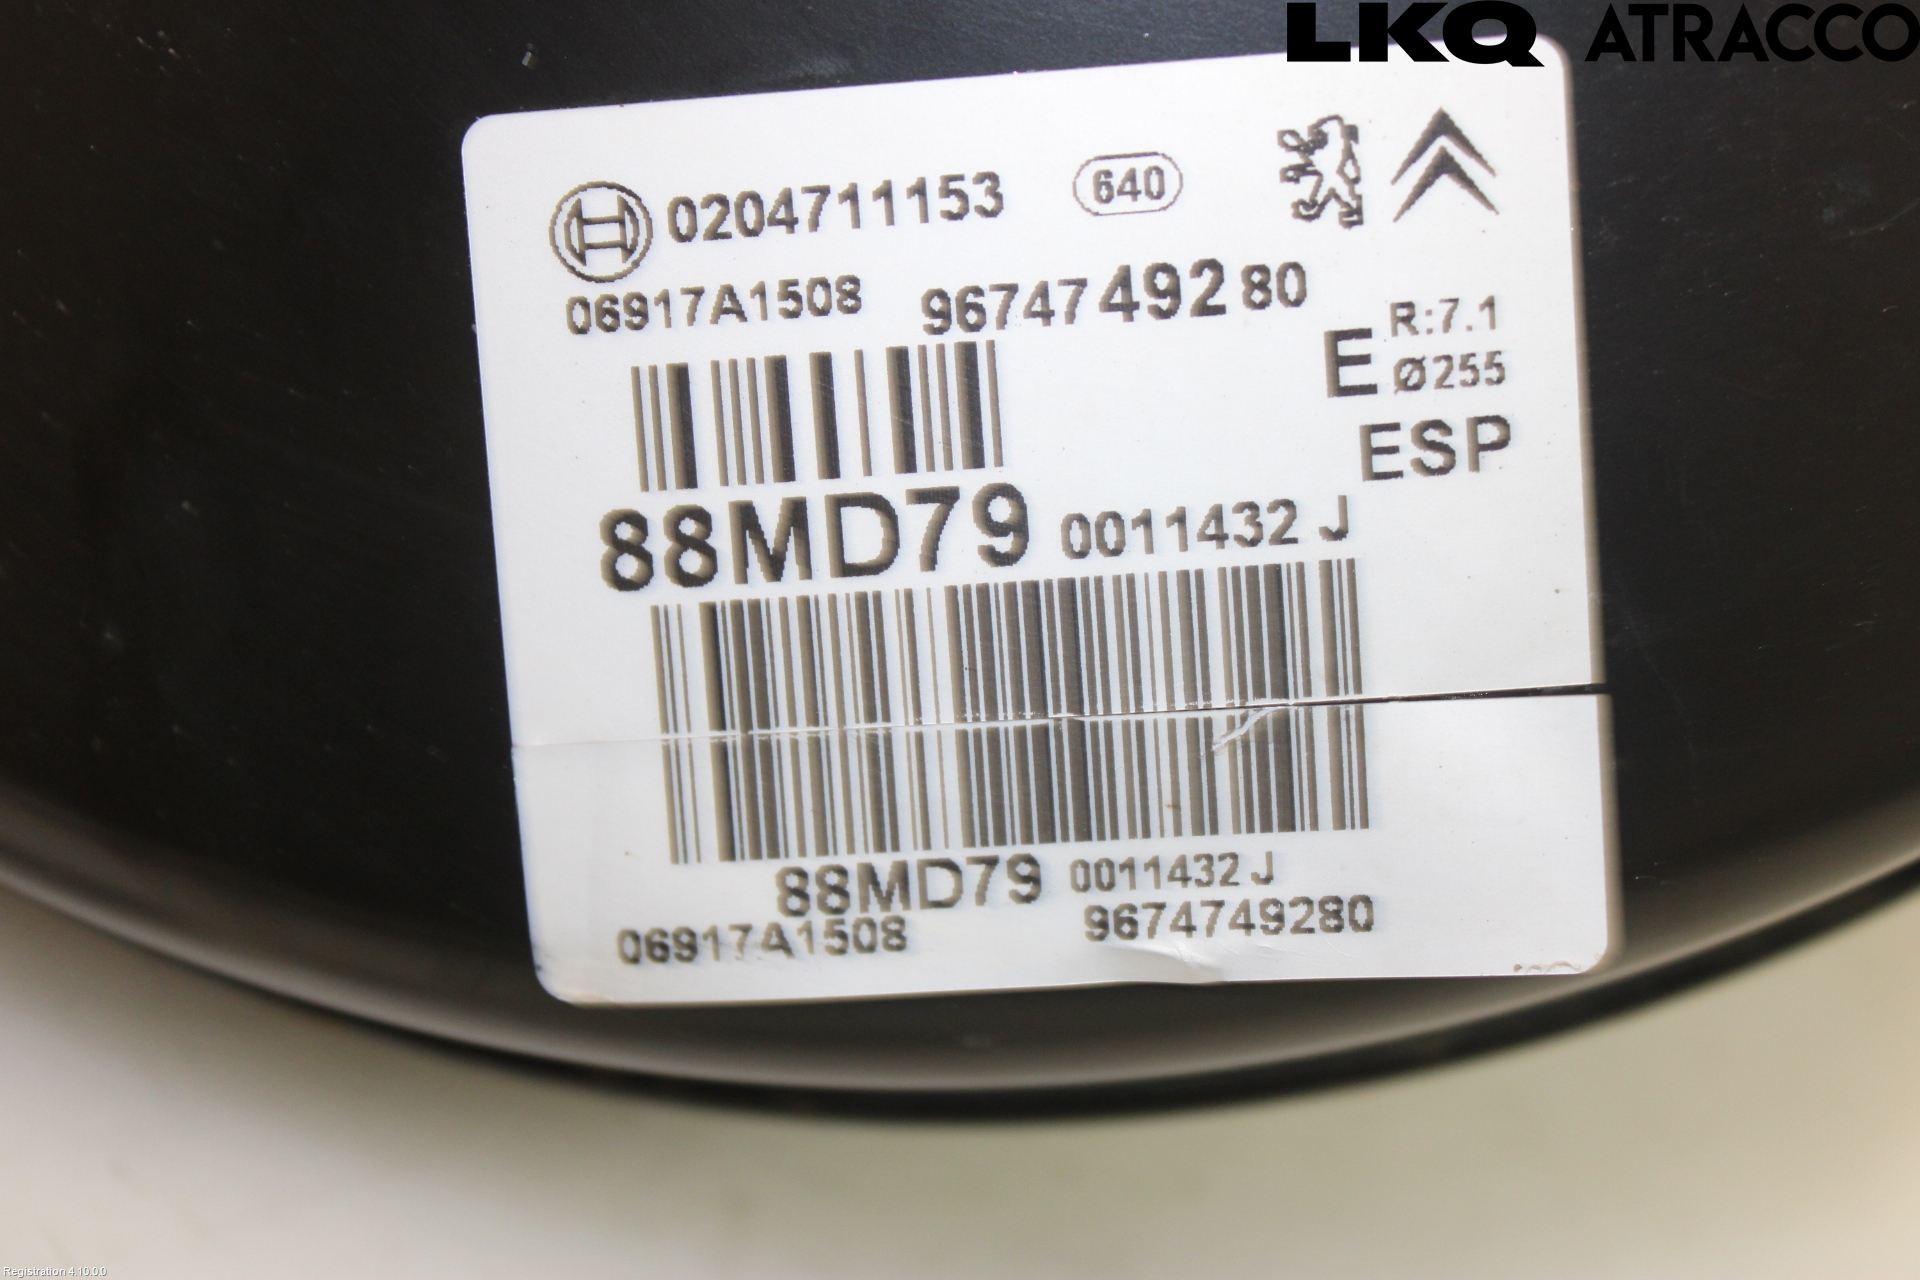 LKQ ATRACCO
0204711153 640
06917A1508 9674749280
E R:7.1
Ø255
ESP
88MD79 0011432 J
88MD79 0011432 J
06917A1508 9674749280
Registration 4.10.0.0